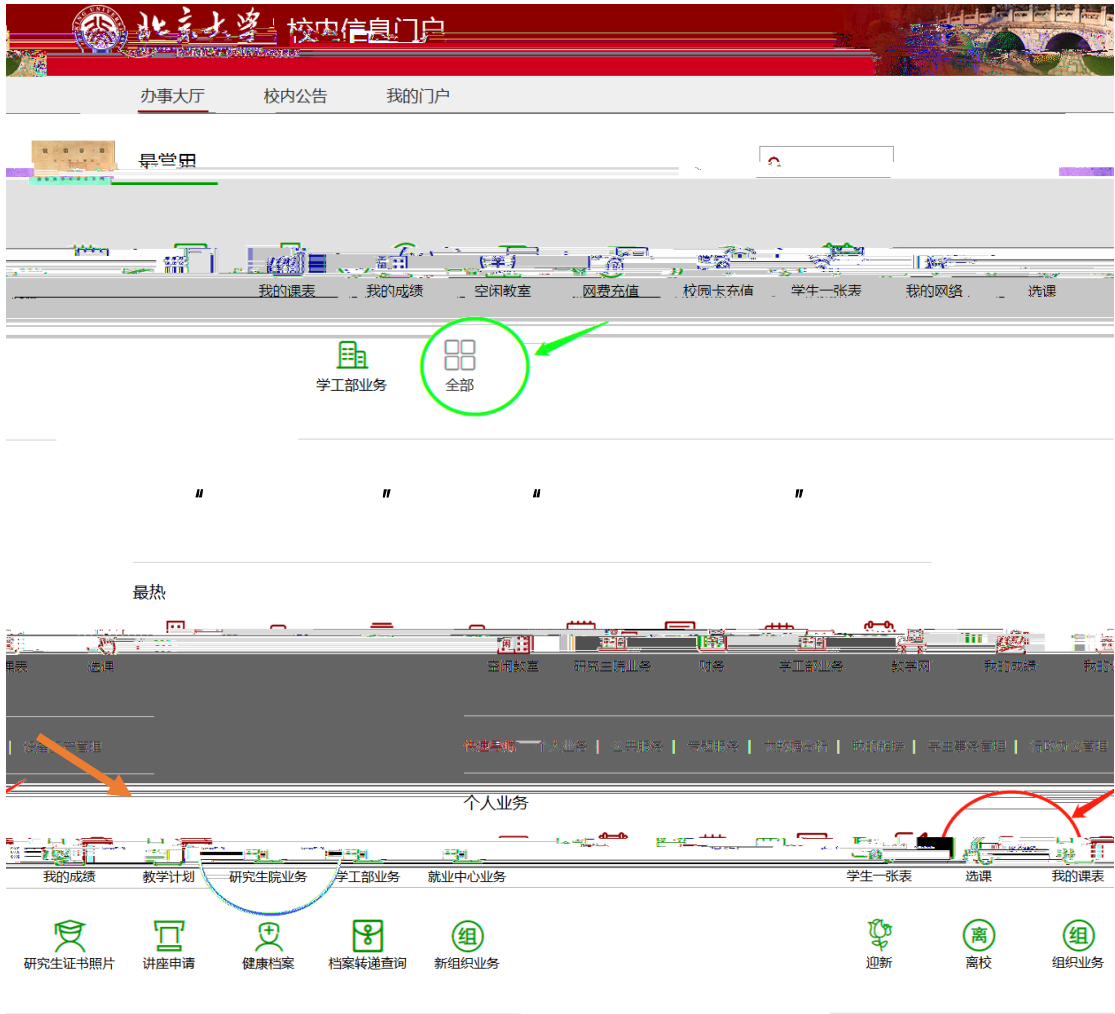 北京大学 校内信息门户
办事大厅 校内公告 我的门户
最常用
我的课表 我的成绩 空闲教室 网费充值 校园卡充值 学生一张表 我的网络 选课
学工部业务 全部
“ ” “ ”
最热
课表 选课 空闲教室 研究生院业务 财务 学工部业务 教学网 我的成绩 我的
个人业务
我的成绩 教学计划 研究生院业务 学工部业务 就业中心业务 学生一张表 选课 我的课表
研究生证书照片 讲座申请 健康档案 档案转递查询 新组织业务 迎新 离校 组织业务